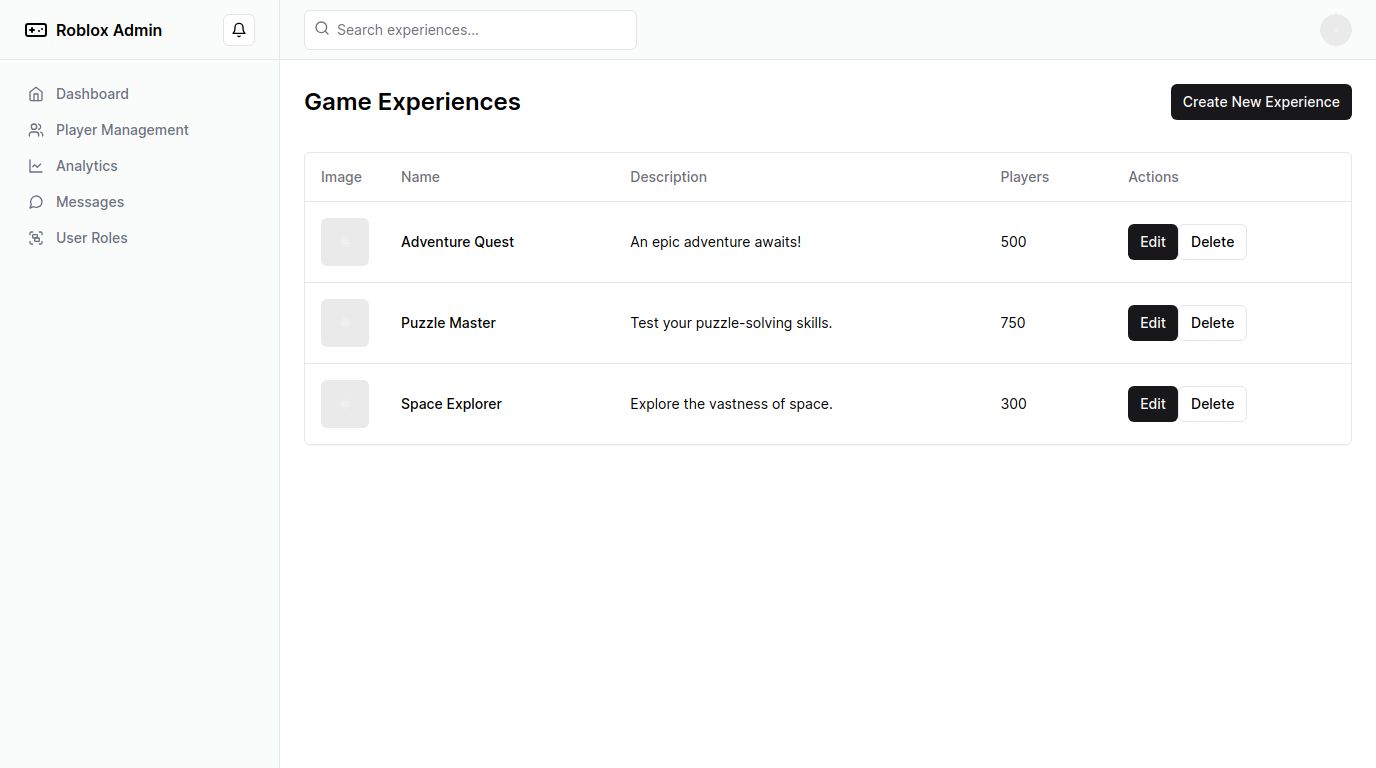 Roblox Admin
Search experiences...
Dashboard
Player Management
Analytics
Messages
User Roles
Game Experiences
Create New Experience
Image Name Description Players Actions
Adventure Quest An epic adventure awaits! 500 Edit Delete
Puzzle Master Test your puzzle-solving skills. 750 Edit Delete
Space Explorer Explore the vastness of space. 300 Edit Delete